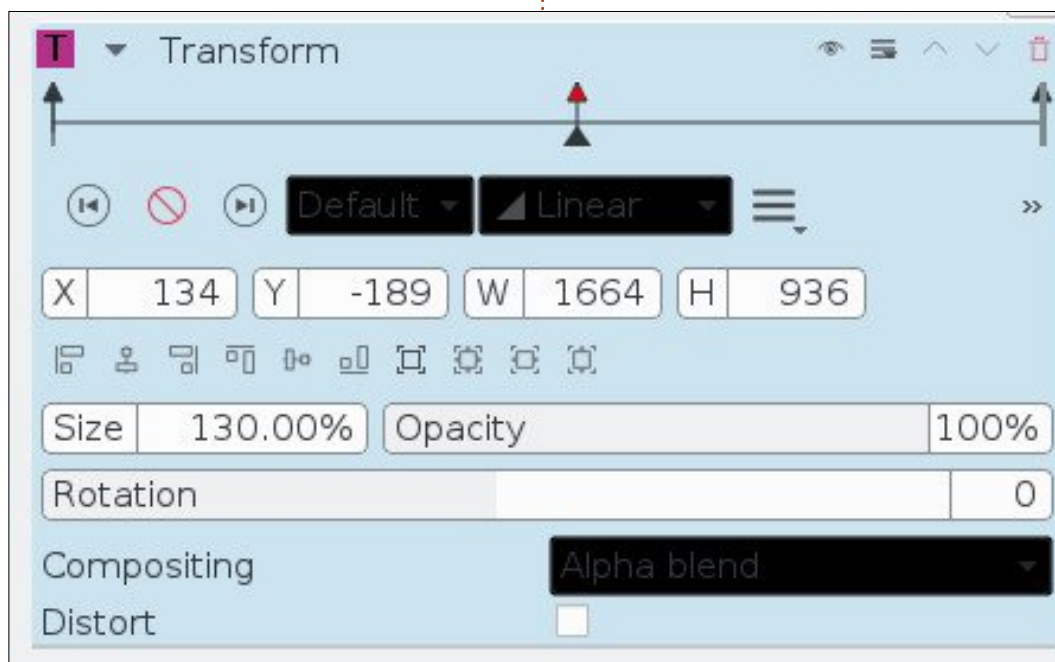 T Transform
Default Linear
X 134 Y -189 W 1664 H 936
Size 130.00% Opacity 100%
Rotation 0
Compositing Alpha blend
Distort